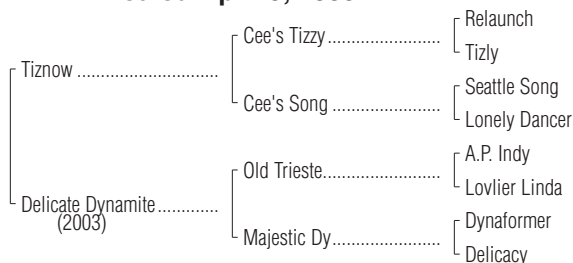 Relaunch
Cee's Tizzy
Tizly
Tiznow
Seattle Song
Cee's Song
Lonely Dancer
A.P. Indy
Old Trieste
Lovlier Linda
Delicate Dynamite
(2003)
Dynaformer
Majestic Dy
Delicacy